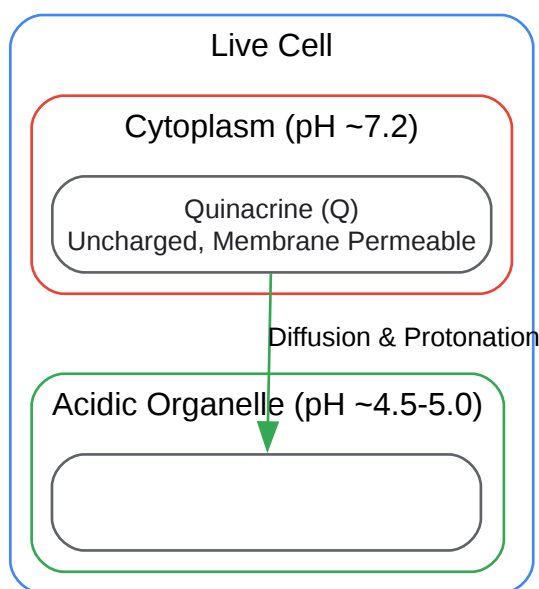 Live Cell
Cytoplasm (pH ~7.2)
Quinacrine (Q)
Uncharged, Membrane Permeable
Diffusion & Protonation
Acidic Organelle (pH ~4.5-5.0)